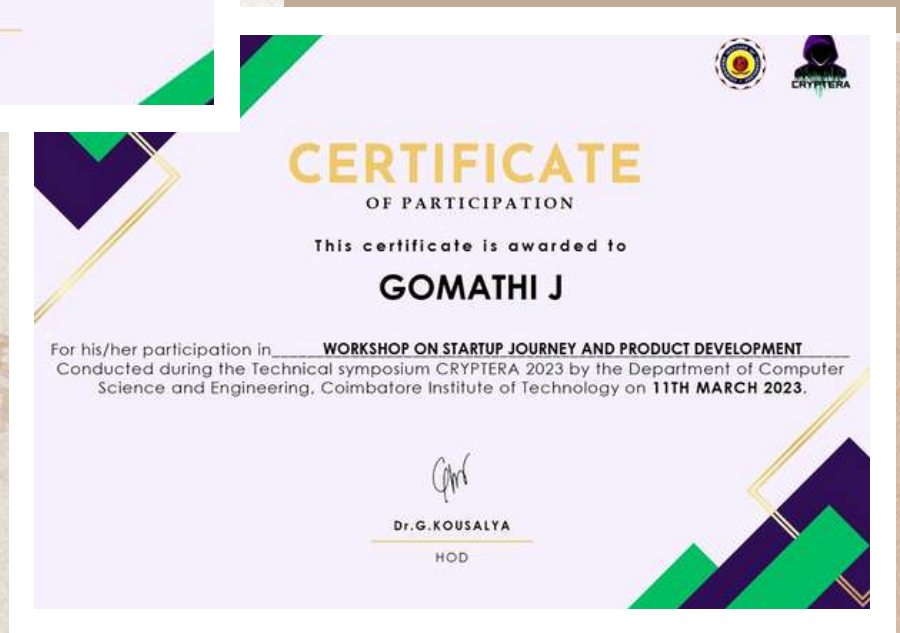 CRYPTERA
CERTIFICATE
OF PARTICIPATION
This certificate is awarded to
GOMATHI J
For his/her participation in WORKSHOP ON STARTUP JOURNEY AND PRODUCT DEVELOPMENT
Conducted during the Technical symposium CRYPTERA 2023 by the Department of Computer
Science and Engineering, Coimbatore Institute of Technology on 11TH MARCH 2023.
Dr.G.KOUSALYA
HOD